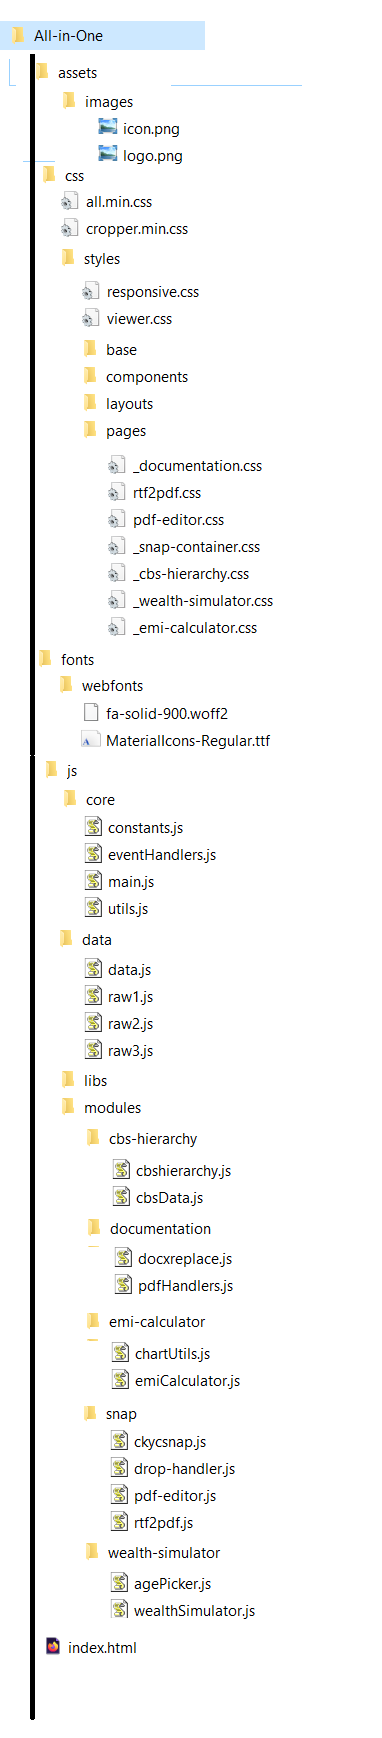 All-in-One
assets
images
icon.png
logo.png
css
all.min.css
cropper.min.css
styles
responsive.css
viewer.css
base
components
layouts
pages
_documentation.css
rtf2pdf.css
pdf-editor.css
_snap-container.css
_cbs-hierarchy.css
_wealth-simulator.css
_emi-calculator.css
fonts
webfonts
fa-solid-900.woff2
MaterialIcons-Regular.ttf
js
core
constants.js
eventHandlers.js
main.js
utils.js
data
data.js
raw1.js
raw2.js
raw3.js
libs
modules
cbs-hierarchy
cbshierarchy.js
cbsData.js
documentation
docxreplace.js
pdfHandlers.js
emi-calculator
chartUtils.js
emiCalculator.js
snap
ckycsnap.js
drop-handler.js
pdf-editor.js
rtf2pdf.js
wealth-simulator
agePicker.js
wealthSimulator.js
index.html